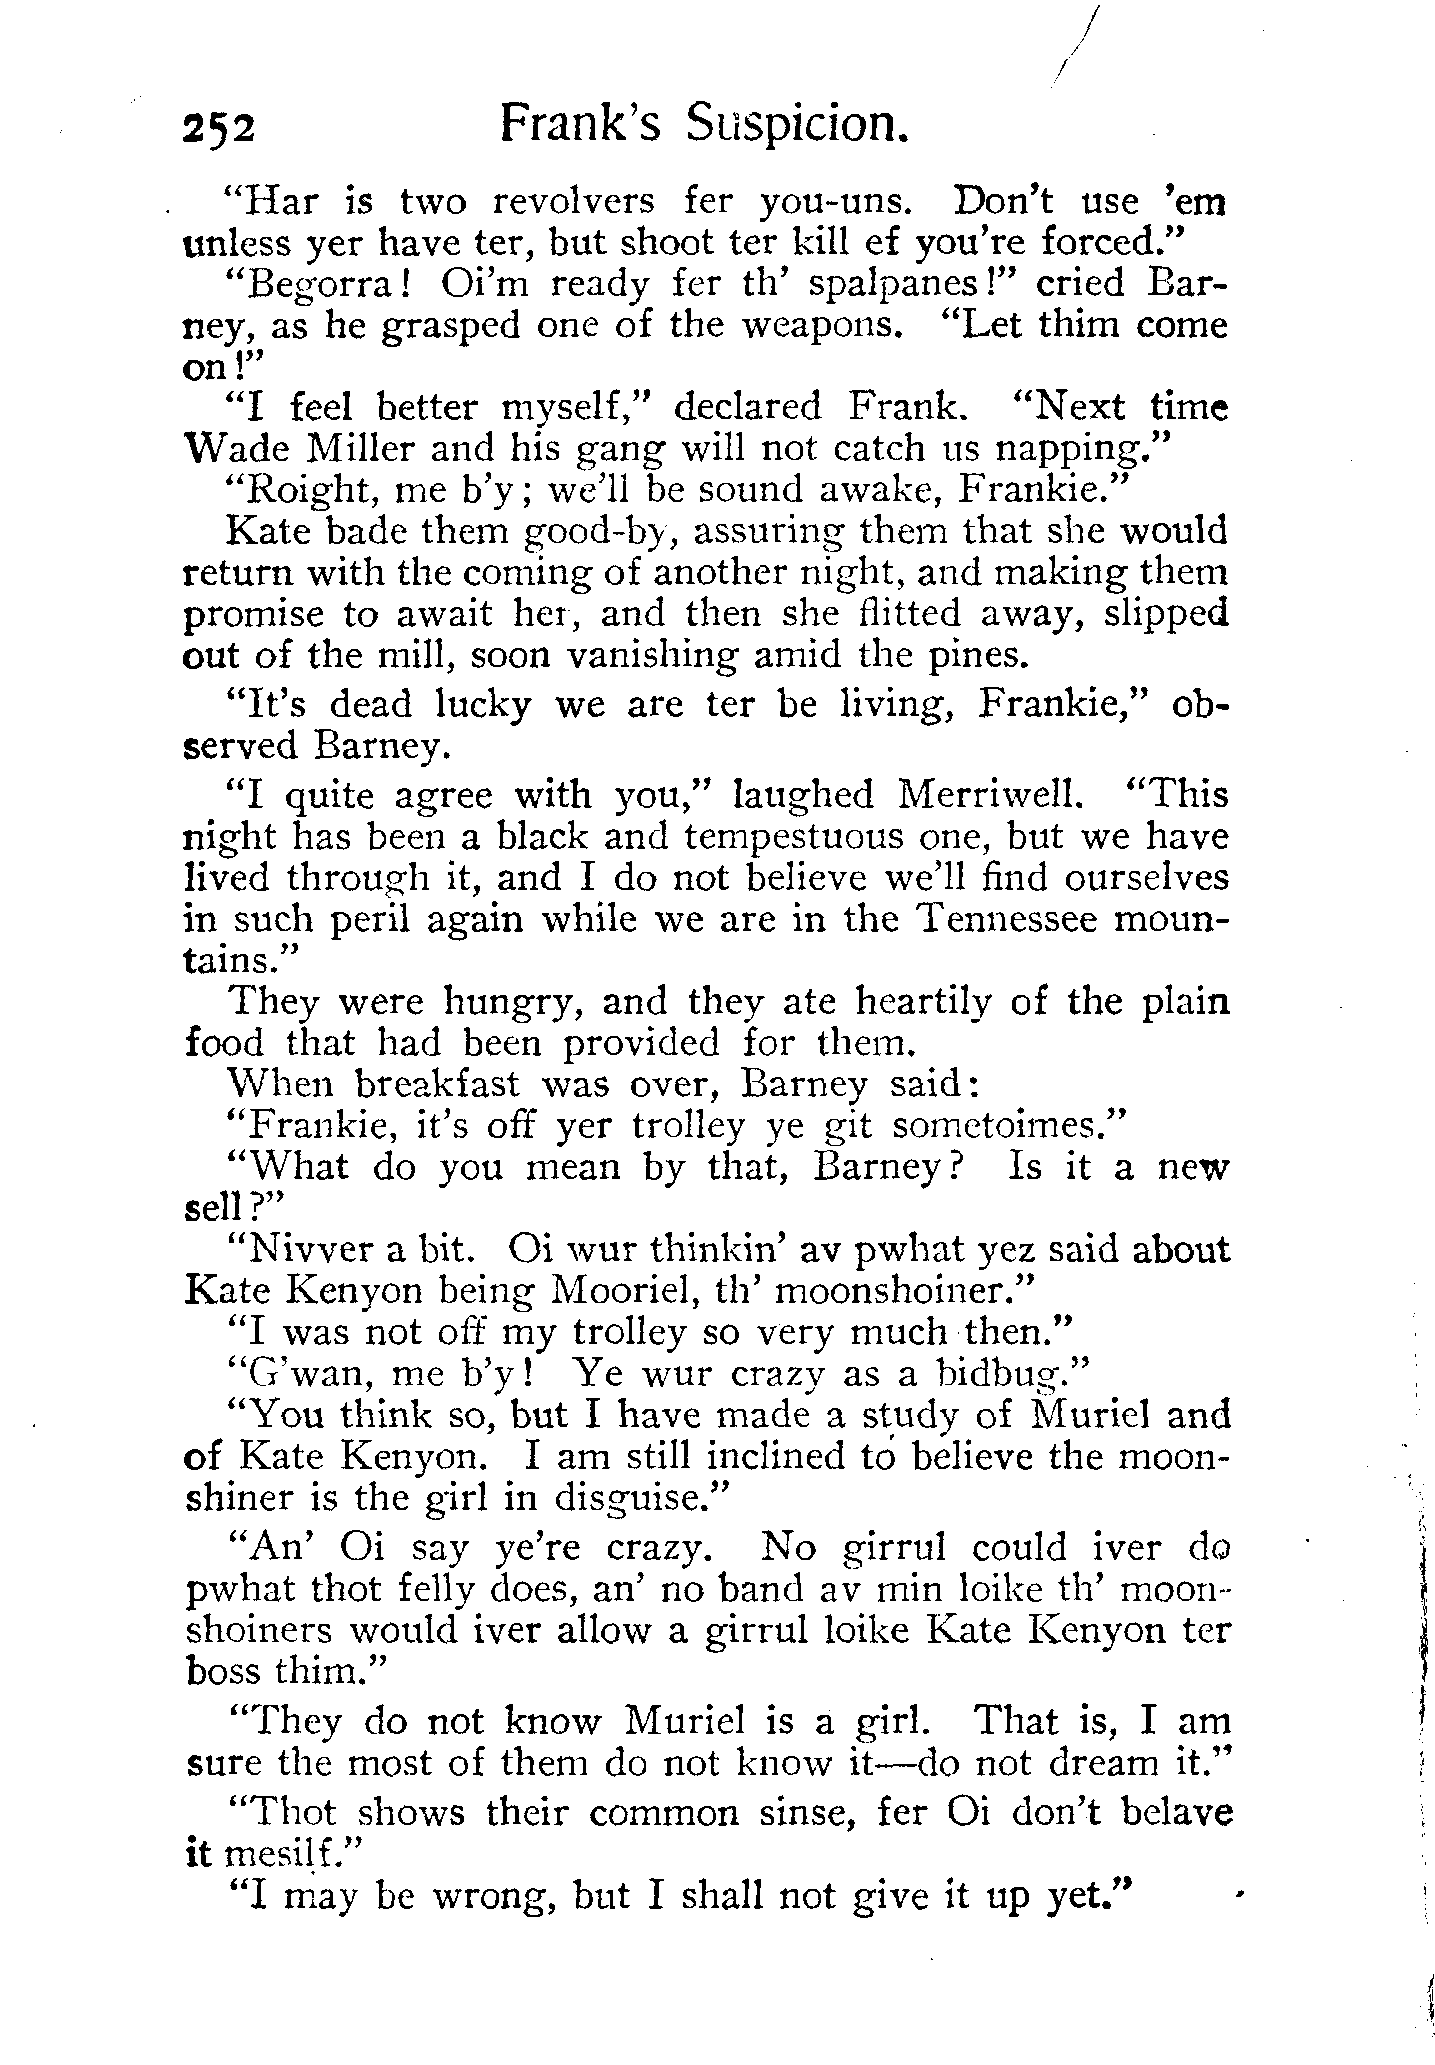 252 Frank's Suspicion.
“Har is two revolvers fer you-uns. Don't use 'em
unless yer have ter, but shoot ter kill ef you're forced.”
“Begorra! Oi'm ready fer th' spalpanes!” cried Bar-
ney, as he grasped one of the weapons. “Let thim come
on!”
“I feel better myself,” declared Frank. “Next time
Wade Miller and his gang will not catch us napping.”
“Roight, me b'y; we'll be sound awake, Frankie.”
Kate bade them good-by, assuring them that she would
return with the coming of another night, and making them
promise to await her, and then she flitted away, slipped
out of the mill, soon vanishing amid the pines.
“It's dead lucky we are ter be living, Frankie,” ob-
served Barney.
“I quite agree with you,” laughed Merriwell. “This
night has been a black and tempestuous one, but we have
lived through it, and I do not believe we'll find ourselves
in such peril again while we are in the Tennessee moun-
tains.”
They were hungry, and they ate heartily of the plain
food that had been provided for them.
When breakfast was over, Barney said:
“Frankie, it's off yer trolley ye git sometoimes.”
“What do you mean by that, Barney? Is it a new
sell?”
“Nivver a bit. Oi wur thinkin' av pwhat yez said about
Kate Kenyon being Mooriel, th' moonshoiner.”
“I was not off my trolley so very much then.”
“G'wan, me b'y! Ye wur crazy as a bidbug.”
“You think so, but I have made a study of Muriel and
of Kate Kenyon. I am still inclined to believe the moon-
shiner is the girl in disguise.”
“An' Oi say ye're crazy. No girrul could iver do
pwhat thot felly does, an' no band av min loike th' moon-
shoiners would iver allow a girrul loike Kate Kenyon ter
boss thim.”
“They do not know Muriel is a girl. That is, I am
sure the most of them do not know it—do not dream it.”
“Thot shows their common sinse, fer Oi don't belave
it mesilf.”
“I may be wrong, but I shall not give it up yet.”